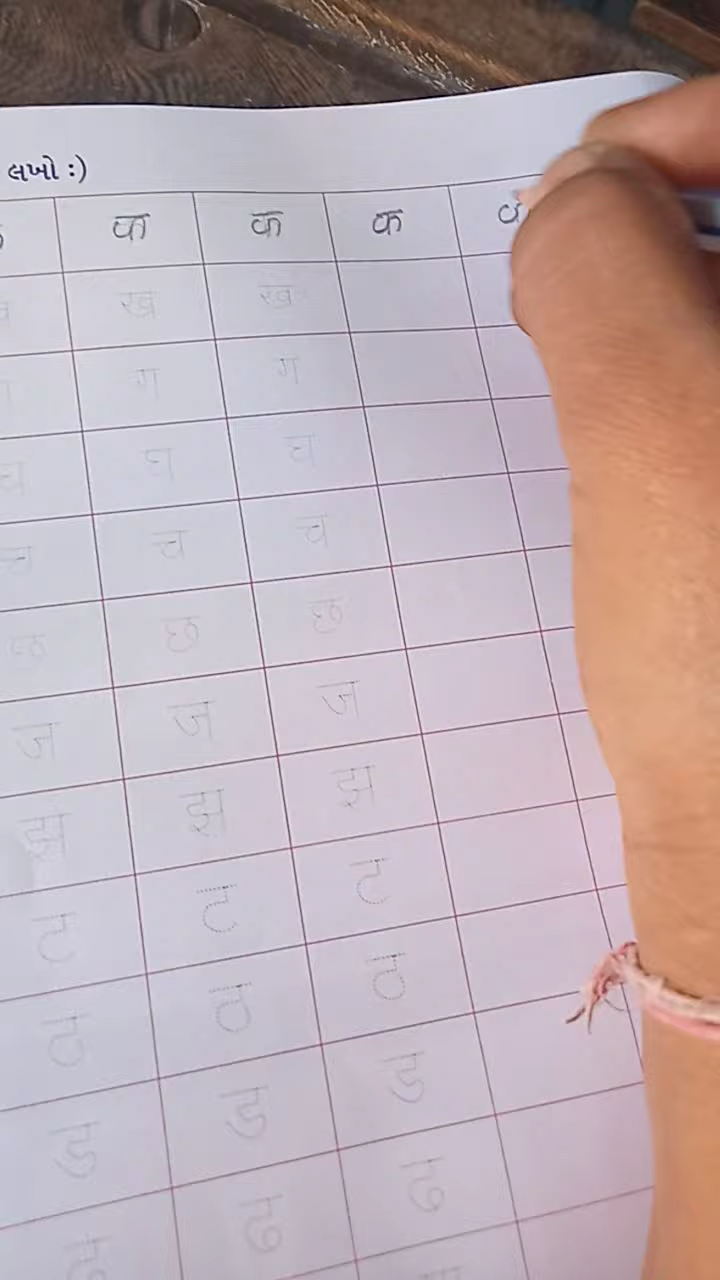 લખો :)
क क क
ख ख
ग ग
घ घ घ
च च च
छ छ छ
ज ज ज
झ झ झ
ट ट ट
ठ ठ ठ
ड ड ड
ढ ढ